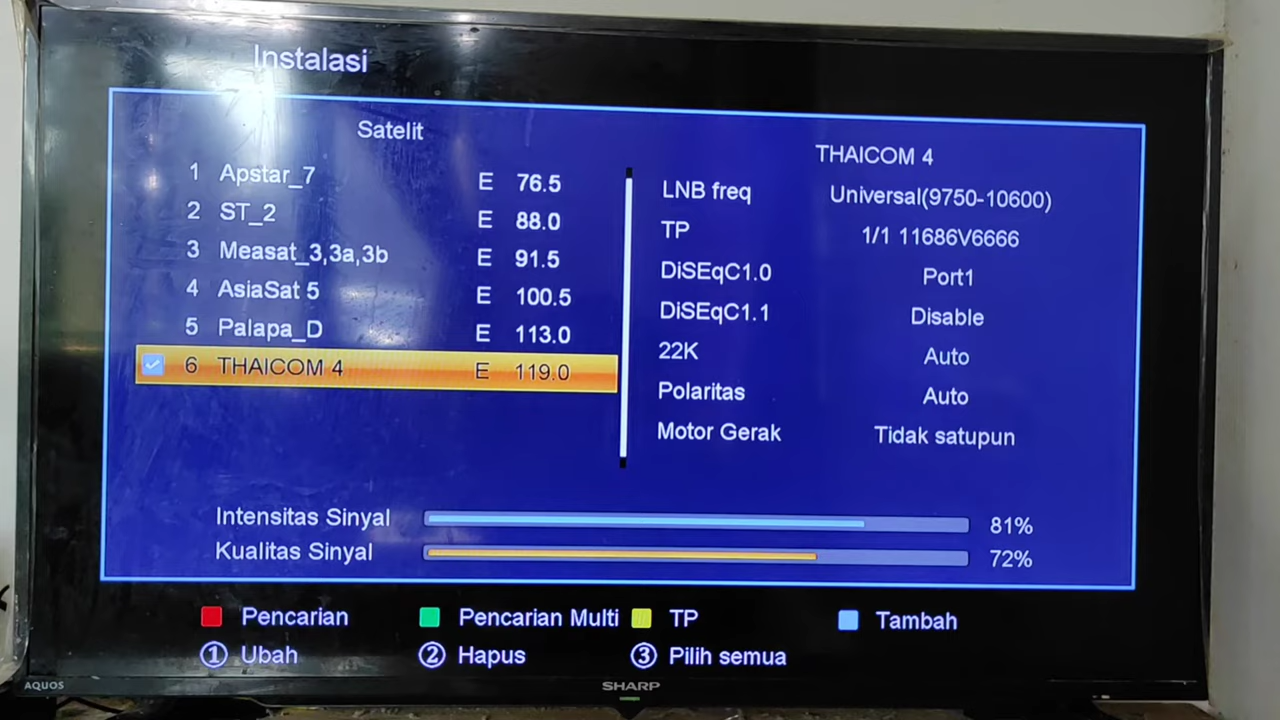 Instalasi
Satelit
1 Apstar_7 E 76.5
2 ST_2 E 88.0
3 Measat_3,3a,3b E 91.5
4 AsiaSat 5 E 100.5
5 Palapa_D E 113.0
6 THAICOM 4 E 119.0
THAICOM 4
LNB freq Universal(9750-10600)
TP 1/1 11686V6666
DiSEqC1.0 Port1
DiSEqC1.1 Disable
22K Auto
Polaritas Auto
Motor Gerak Tidak satupun
Intensitas Sinyal 81%
Kualitas Sinyal 72%
Pencarian Pencarian Multi TP Tambah
① Ubah ② Hapus ③ Pilih semua
AQUOS SHARP